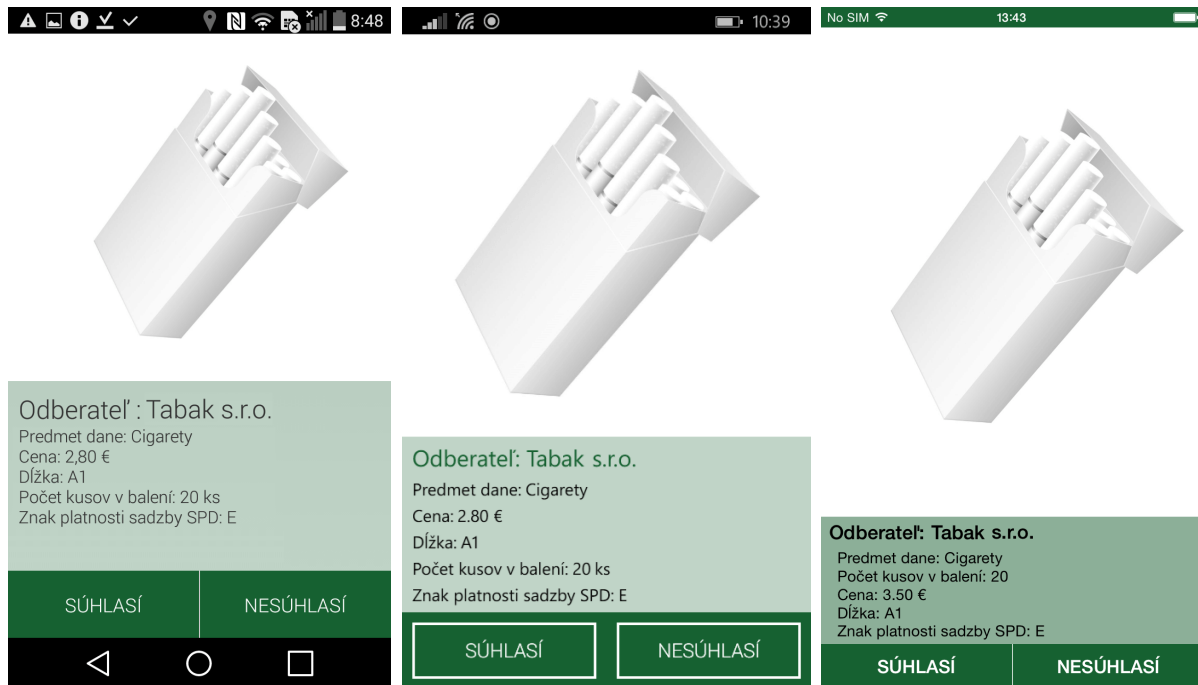 8:48
Odberateľ : Tabak s.r.o.
Predmet dane: Cigarety
Cena: 2,80 €
Dĺžka: A1
Počet kusov v balení: 20 ks
Znak platnosti sadzby SPD: E
SÚHLASÍ NESÚHLASÍ
10:39
Odberateľ: Tabak s.r.o.
Predmet dane: Cigarety
Cena: 2.80 €
Dĺžka: A1
Počet kusov v balení: 20 ks
Znak platnosti sadzby SPD: E
SÚHLASÍ NESÚHLASÍ
No SIM 13:43
Odberateľ: Tabak s.r.o.
Predmet dane: Cigarety
Počet kusov v balení: 20
Cena: 3.50 €
Dĺžka: A1
Znak platnosti sadzby SPD: E
SÚHLASÍ NESÚHLASÍ